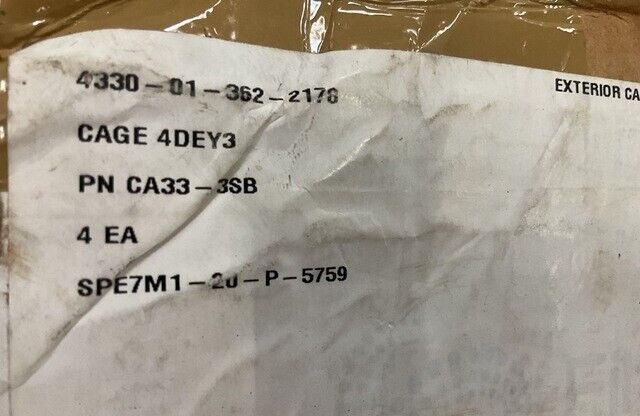 4330-01-362-2178
EXTERIOR CA
CAGE 4DEY3
PN CA33-3SB
4 EA
SPE7M1-20-P-5759